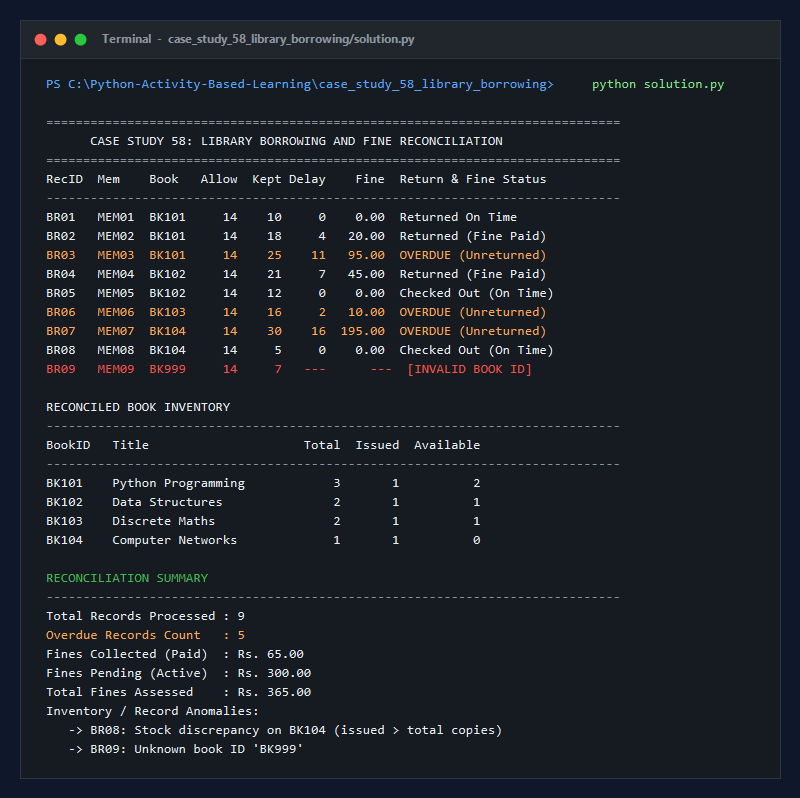 Terminal - case_study_58_library_borrowing/solution.py
PS C:\Python-Activity-Based-Learning\case_study_58_library_borrowing> python solution.py
==============================================================================
CASE STUDY 58: LIBRARY BORROWING AND FINE RECONCILIATION
==============================================================================
RecID Mem Book Allow Kept Delay Fine Return & Fine Status
------------------------------------------------------------------------------
BR01 MEM01 BK101 14 10 0 0.00 Returned On Time
BR02 MEM02 BK101 14 18 4 20.00 Returned (Fine Paid)
BR03 MEM03 BK101 14 25 11 95.00 OVERDUE (Unreturned)
BR04 MEM04 BK102 14 21 7 45.00 Returned (Fine Paid)
BR05 MEM05 BK102 14 12 0 0.00 Checked Out (On Time)
BR06 MEM06 BK103 14 16 2 10.00 OVERDUE (Unreturned)
BR07 MEM07 BK104 14 30 16 195.00 OVERDUE (Unreturned)
BR08 MEM08 BK104 14 5 0 0.00 Checked Out (On Time)
BR09 MEM09 BK999 14 7 --- --- [INVALID BOOK ID]
RECONCILED BOOK INVENTORY
------------------------------------------------------------------------------
BookID Title Total Issued Available
------------------------------------------------------------------------------
BK101 Python Programming 3 1 2
BK102 Data Structures 2 1 1
BK103 Discrete Maths 2 1 1
BK104 Computer Networks 1 1 0
RECONCILIATION SUMMARY
------------------------------------------------------------------------------
Total Records Processed : 9
Overdue Records Count : 5
Fines Collected (Paid) : Rs. 65.00
Fines Pending (Active) : Rs. 300.00
Total Fines Assessed : Rs. 365.00
Inventory / Record Anomalies:
-> BR08: Stock discrepancy on BK104 (issued > total copies)
-> BR09: Unknown book ID 'BK999'